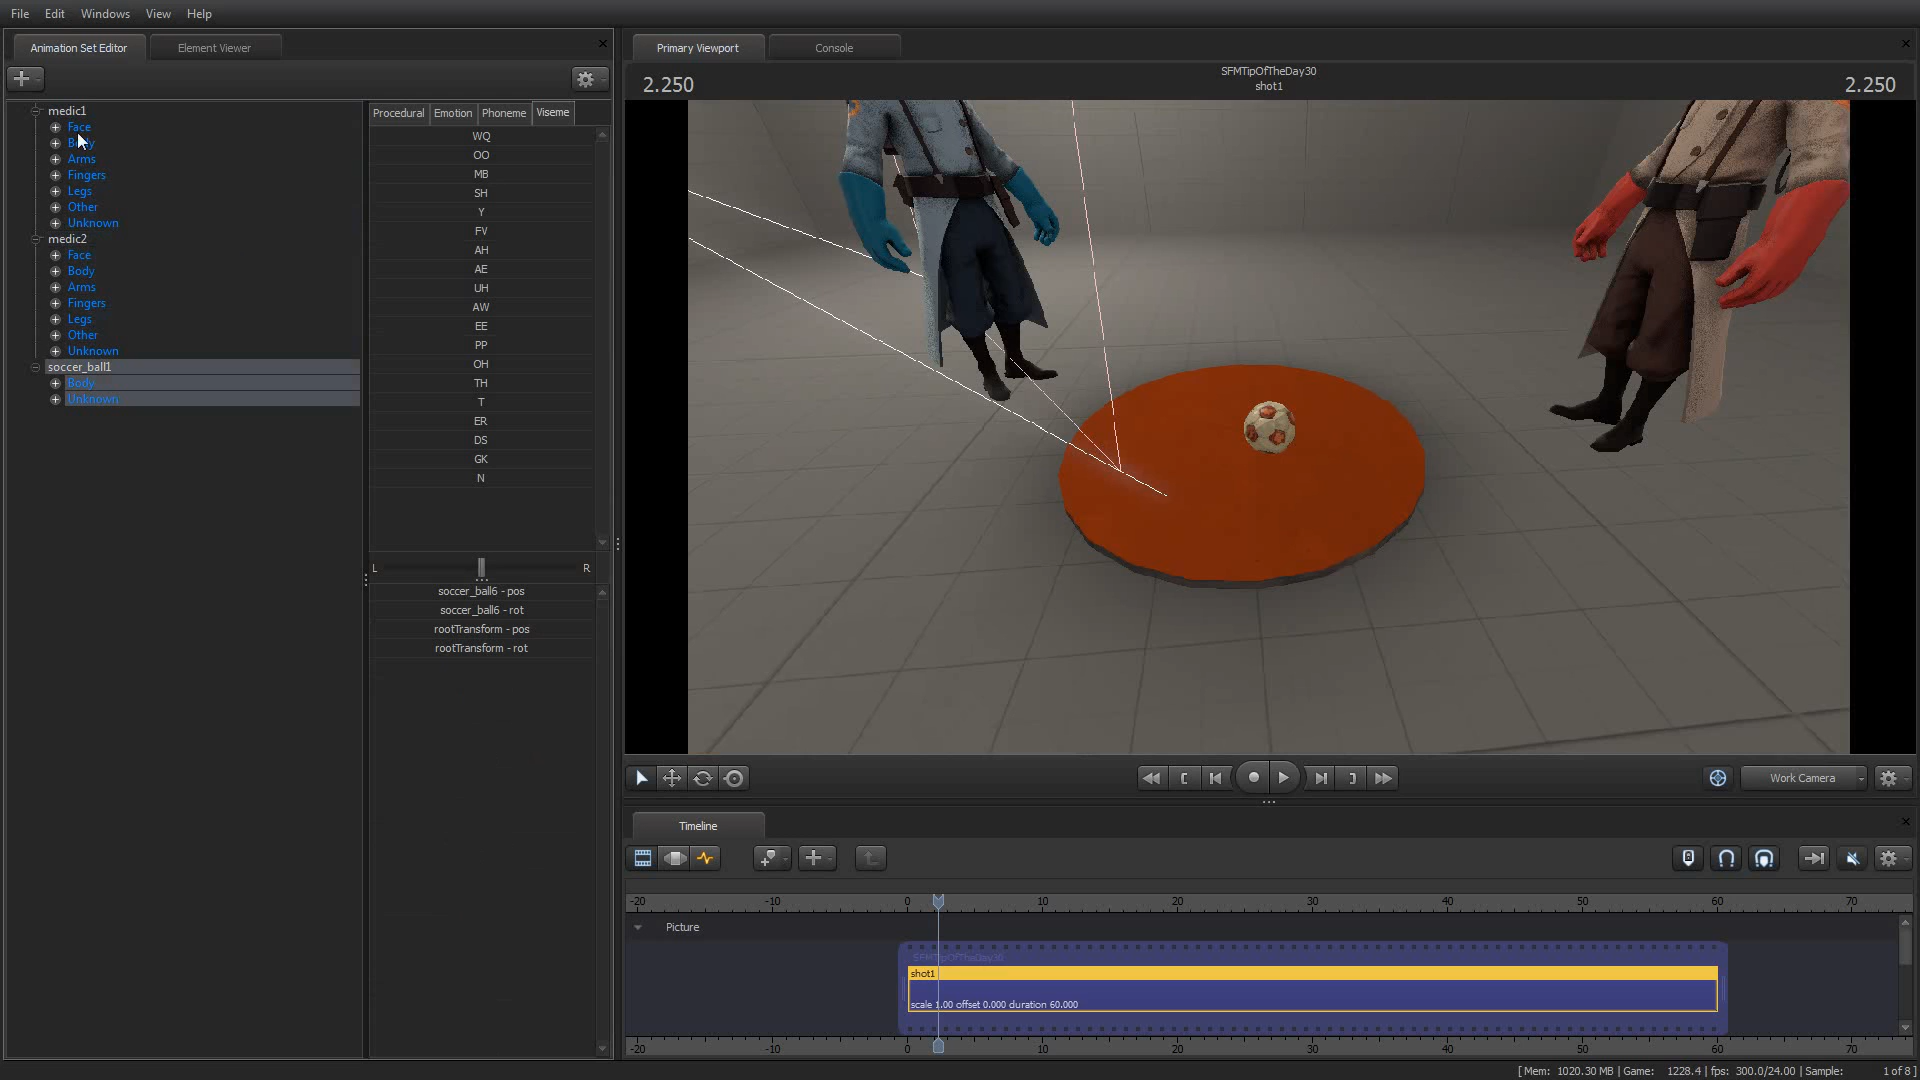 File Edit Windows View Help
Animation Set Editor Element Viewer
medic1
Face
Body
Arms
Fingers
Legs
Other
Unknown
medic2
Face
Body
Arms
Fingers
Legs
Other
Unknown
soccer_ball1
Body
Unknown
Procedural Emotion Phoneme Viseme
WQ
OO
MB
SH
Y
FV
AH
AE
UH
AW
EE
PP
OH
TH
T
ER
DS
GK
N
L R
soccer_ball6 - pos
soccer_ball6 - rot
rootTransform - pos
rootTransform - rot
Primary Viewport Console
2.250 SFMTipOfTheDay30 2.250
shot1
Work Camera
Timeline
-20 -10 0 10 20 30 40 50 60 70
Picture
SFMTipOfTheDay30
shot1
scale 1.00 offset 0.000 duration 60.000
-20 -10 0 10 20 30 40 50 60 70
[ Mem: 1020.30 MB | Game: 1228.4 | fps: 300.0/24.00 | Sample: 1 of 8 ]